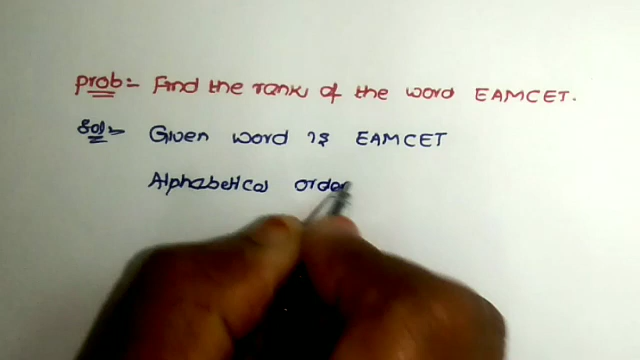 Prob:- Find the rank of the word EAMCET.
Sol:- Given word is EAMCET
Alphabetical order